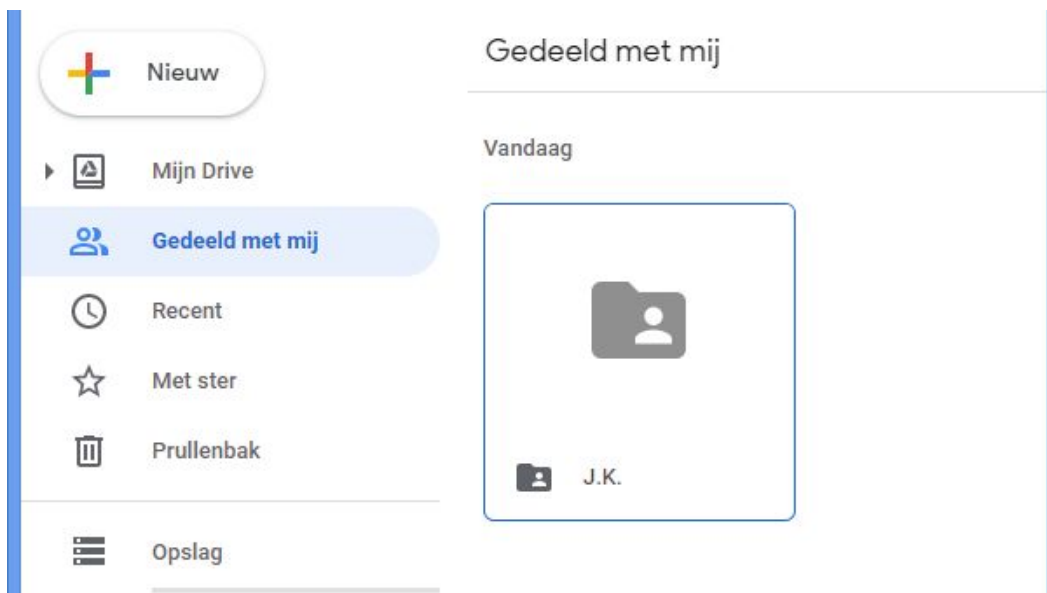 Nieuw
Mijn Drive
Gedeeld met mij
Recent
Met ster
Prullenbak
Opslag
Gedeeld met mij
Vandaag
J.K.